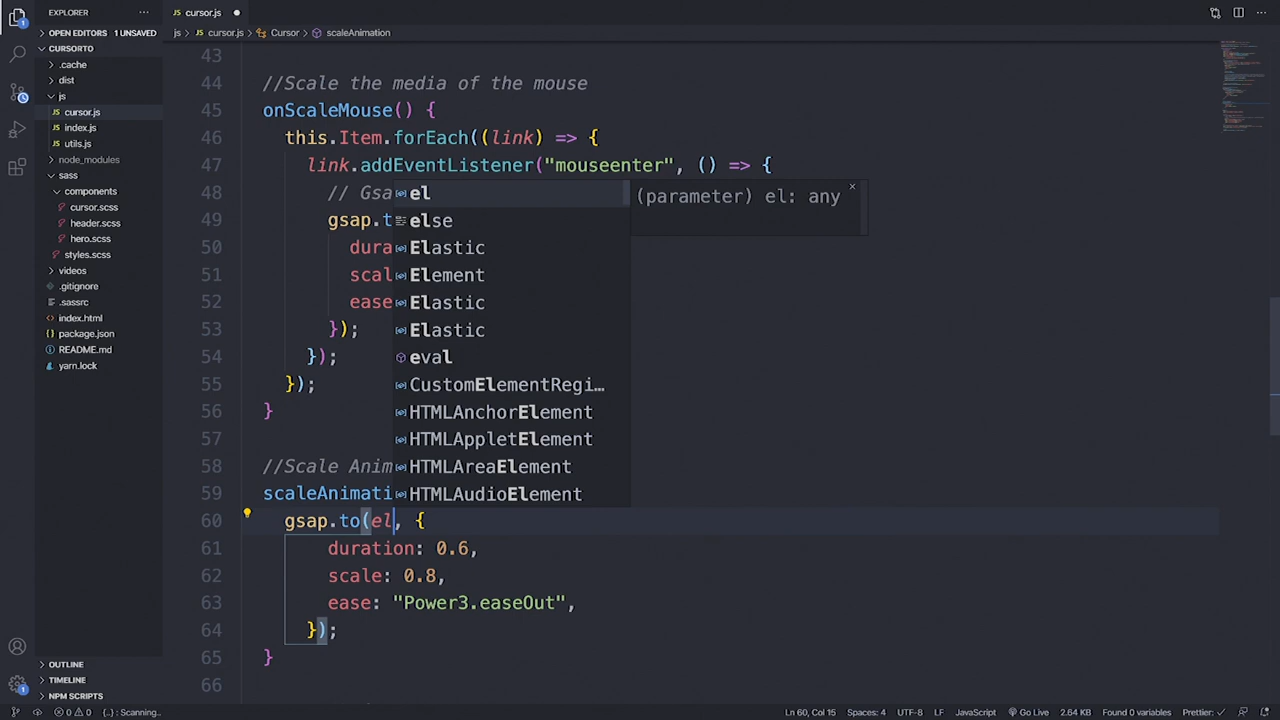 EXPLORER
cursor.js
OPEN EDITORS 1 UNSAVED
js > cursor.js > Cursor > scaleAnimation
CURSORTO
.cache
dist
js
cursor.js
index.js
utils.js
node_modules
sass
components
cursor.scss
header.scss
hero.scss
styles.scss
videos
.gitignore
.sassrc
index.html
package.json
README.md
yarn.lock
OUTLINE
TIMELINE
NPM SCRIPTS
43
44 //Scale the media of the mouse
45 onScaleMouse() {
46 this.Item.forEach((link) => {
47 link.addEventListener("mouseenter", () => {
48 // Gsa
49 gsap.t
50 dura
51 scal
52 ease
53 });
54 });
55 });
56 }
57
58 //Scale Anim
59 scaleAnimati
60 gsap.to(el, {
61 duration: 0.6,
62 scale: 0.8,
63 ease: "Power3.easeOut",
64 });
65 }
66
el
else
Elastic
Element
Elastic
Elastic
eval
CustomElementRegi...
HTMLAnchorElement
HTMLAppletElement
HTMLAreaElement
HTMLAudioElement
(parameter) el: any
0 0 {..}: Scanning..
Ln 60, Col 15 Spaces: 4 UTF-8 LF JavaScript Go Live 2.64 KB Found 0 variables Prettier: ✓